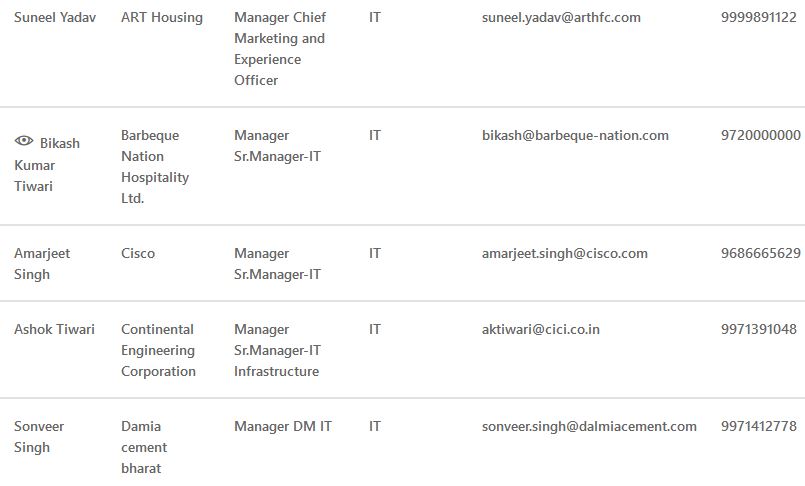 Suneel Yadav ART Housing Manager Chief IT suneel.yadav@arthfc.com 9999891122
Marketing and
Experience
Officer
Bikash Barbeque Manager IT bikash@barbeque-nation.com 9720000000
Kumar Nation Sr.Manager-IT
Tiwari Hospitality
Ltd.
Amarjeet Cisco Manager IT amarjeet.singh@cisco.com 9686665629
Singh Sr.Manager-IT
Ashok Tiwari Continental Manager IT aktiwari@cici.co.in 9971391048
Engineering Sr.Manager-IT
Corporation Infrastructure
Sonveer Damia Manager DM IT IT sonveer.singh@dalmiacement.com 9971412778
Singh cement
bharat